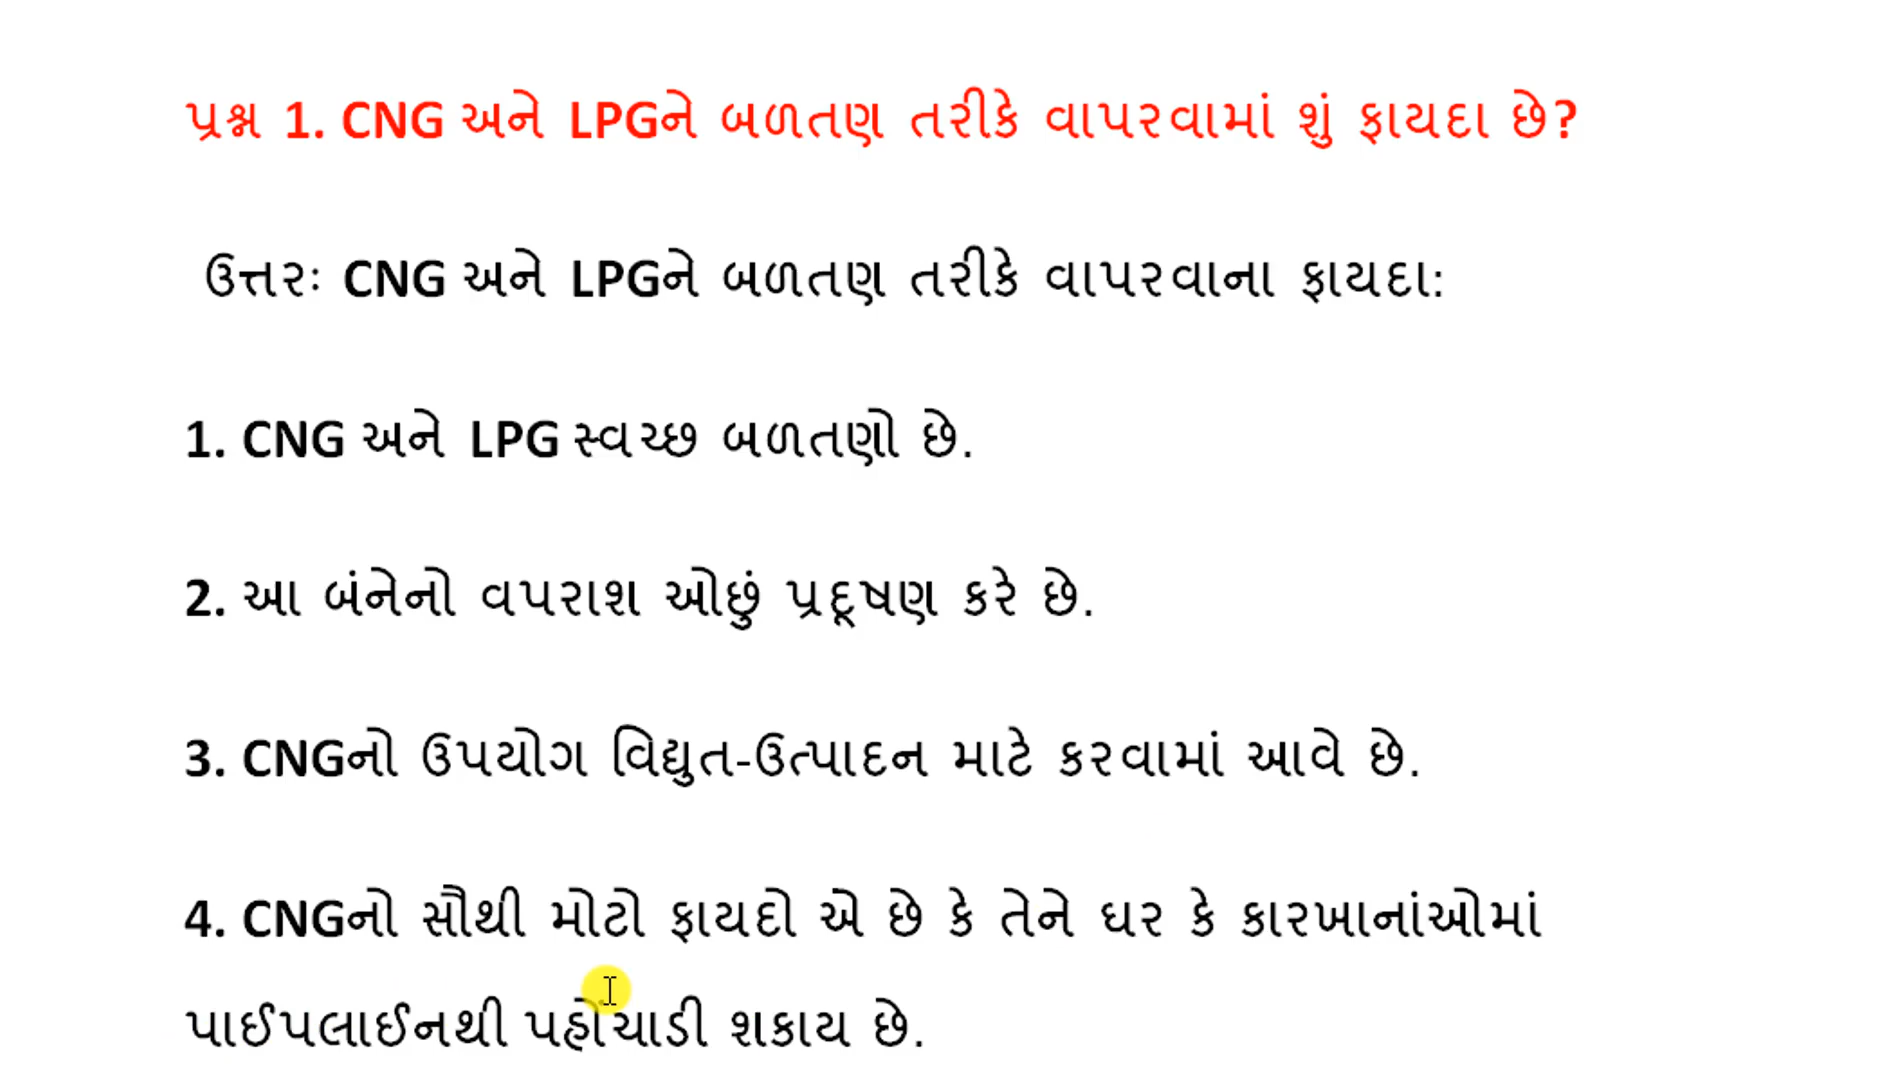 પ્રશ્ન 1. CNG અને LPGને બળતણ તરીકે વાપરવામાં શું ફાયદા છે?
ઉત્તરઃ CNG અને LPGને બળતણ તરીકે વાપરવાના ફાયદા:
1. CNG અને LPG સ્વચ્છ બળતણો છે.
2. આ બંનેનો વપરાશ ઓછું પ્રદૂષણ કરે છે.
3. CNGનો ઉપયોગ વિદ્યુત-ઉત્પાદન માટે કરવામાં આવે છે.
4. CNGનો સૌથી મોટો ફાયદો એ છે કે તેને ઘર કે કારખાનાંઓમાં
પાઈપલાઈનથી પહોંચાડી શકાય છે.